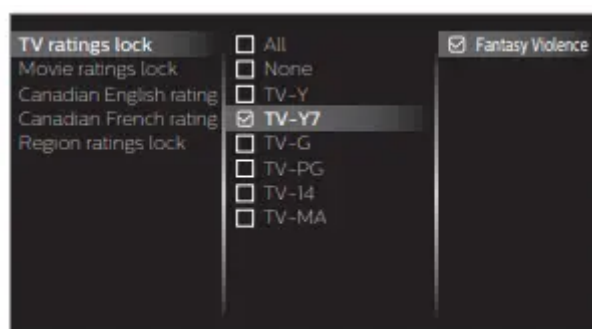 TV ratings lock
Movie ratings lock
Canadian English rating
Canadian French rating
Region ratings lock
All
None
TV-Y
TV-Y7
TV-G
TV-PG
TV-14
TV-MA
Fantasy Violence